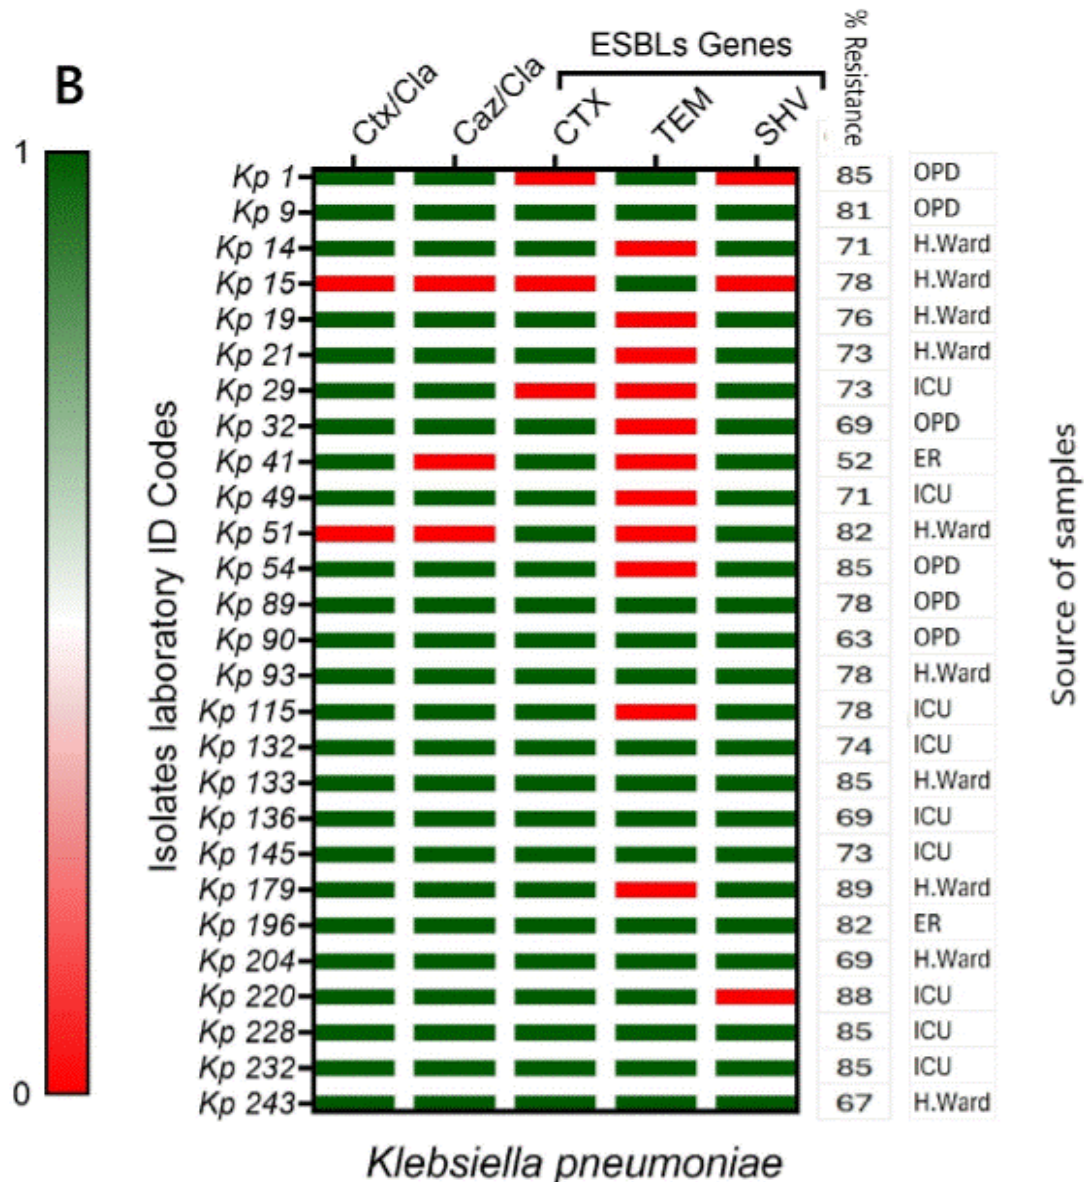 B
ESBLs Genes
% Resistance
Ctx/Cla
Caz/Cla
CTX
TEM
SHV
1
0
Isolates laboratory ID Codes
Source of samples
Kp 1 85 OPD
Kp 9 81 OPD
Kp 14 71 H.Ward
Kp 15 78 H.Ward
Kp 19 76 H.Ward
Kp 21 73 H.Ward
Kp 29 73 ICU
Kp 32 69 OPD
Kp 41 52 ER
Kp 49 71 ICU
Kp 51 82 H.Ward
Kp 54 85 OPD
Kp 89 78 OPD
Kp 90 63 OPD
Kp 93 78 H.Ward
Kp 115 78 ICU
Kp 132 74 ICU
Kp 133 85 H.Ward
Kp 136 69 ICU
Kp 145 73 ICU
Kp 179 89 H.Ward
Kp 196 82 ER
Kp 204 69 H.Ward
Kp 220 88 ICU
Kp 228 85 ICU
Kp 232 85 ICU
Kp 243 67 H.Ward
Klebsiella pneumoniae